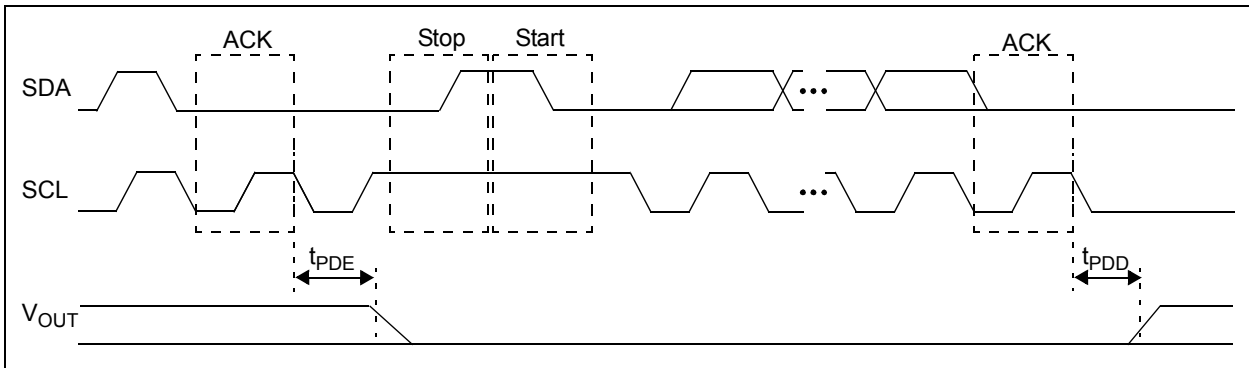 ACK Stop Start ACK
SDA ... ...
SCL ...
tPDE tPDD
VOUT